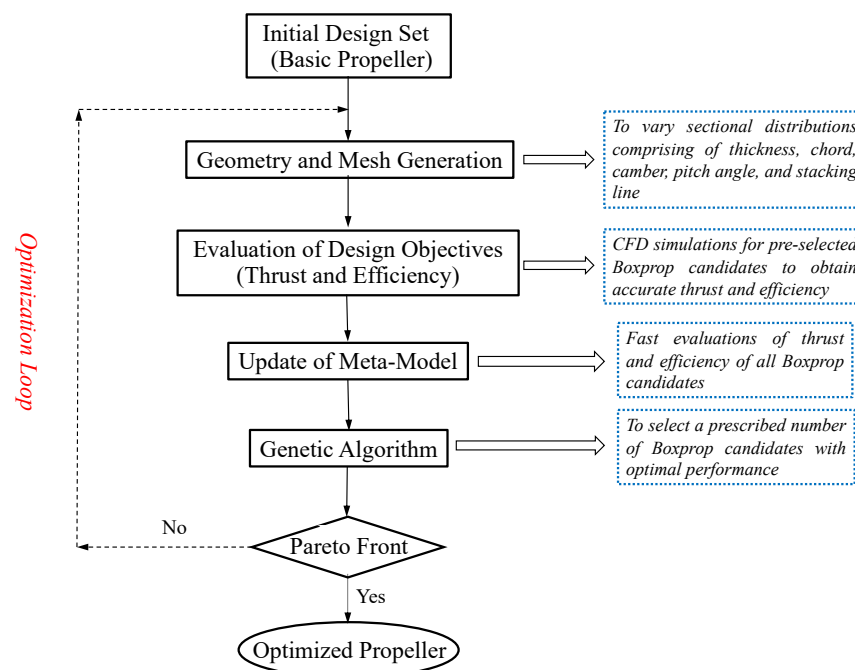 Initial Design Set
(Basic Propeller)
Geometry and Mesh Generation
To vary sectional distributions
comprising of thickness, chord,
camber, pitch angle, and stacking
line
Evaluation of Design Objectives
(Thrust and Efficiency)
CFD simulations for pre-selected
Boxprop candidates to obtain
accurate thrust and efficiency
Optimization Loop
Update of Meta-Model
Fast evaluations of thrust
and efficiency of all Boxprop
candidates
Genetic Algorithm
To select a prescribed number
of Boxprop candidates with
optimal performance
No
Pareto Front
Yes
Optimized Propeller